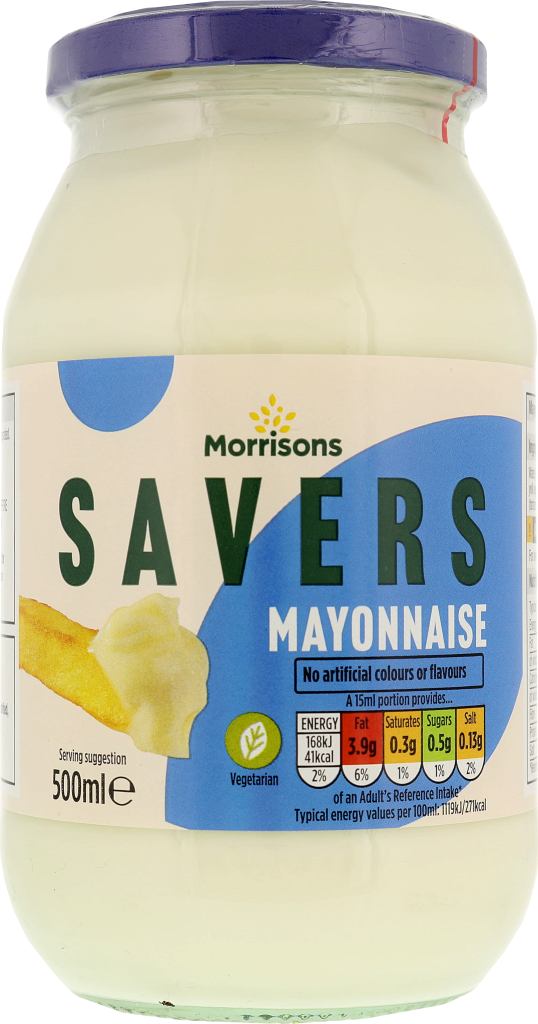 Morrisons
SAVERS
MAYONNAISE
No artificial colours or flavours
A 15ml portion provides...
ENERGY Fat Saturates Sugars Salt
168kJ 3.9g 0.3g 0.5g 0.13g
41kcal
2% 6% 1% 1% 2%
of an Adult's Reference Intake*
Typical energy values per 100ml: 1119kJ/271kcal
Vegetarian
Serving suggestion
500ml℮